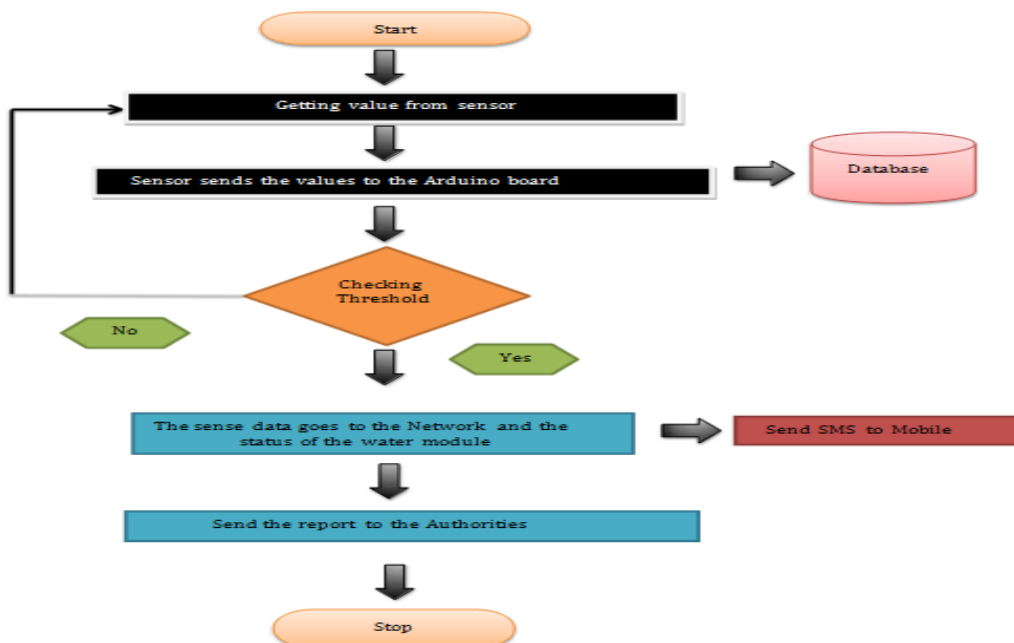 Start
Getting value from sensor
Sensor sends the values to the Arduino board
Database
Checking
Threshold
No
Yes
The sense data goes to the Network and the
status of the water module
Send SMS to Mobile
Send the report to the Authorities
Stop